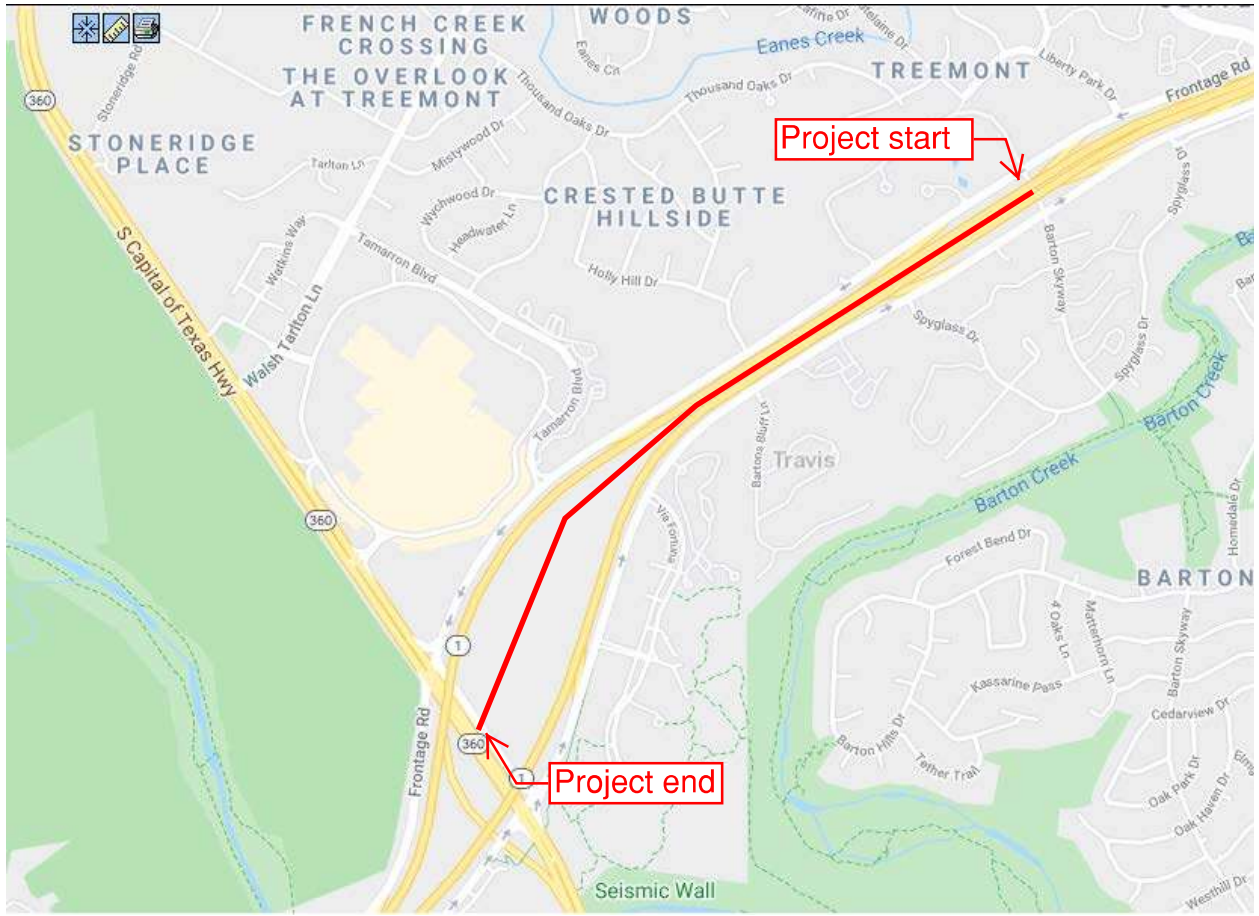 FRENCH CREEK
CROSSING
WOODS
Eanes Creek
TREEMONT
Liberty Park Dr
Frontage Rd
Stoneridge Rd
THE OVERLOOK
AT TREEMONT
Eanes Cir
Thousand Oaks Dr
Thousand Oaks Dr
360
STONERIDGE
PLACE
Tarlton Ln
Mistywood Dr
Project start
Spyglass Dr
Wychwood Dr
Headwater Ln
CRESTED BUTTE
HILLSIDE
Watkins Way
Tamarron Blvd
Holly Hill Dr
Barton Skyway
S Capital of Texas Hwy
Walsh Tarlton Ln
Spyglass Dr
Spyglass Dr
Tamarron Blvd
Tamarron Blvd
Bartons Bluff Ln
Travis
Barton Creek
Barton Creek
Homedale Dr
360
Via Fortuna
Forest Bend Dr
BARTON
4 Oaks Ln
Matterhorn Ln
Barton Skyway
1
Kassarine Pass
Cedarview Dr
Frontage Rd
360
Barton Hills Dr
Tether Trail
1
Project end
Oak Park Dr
Oak Haven Dr
Seismic Wall
Westhill Dr